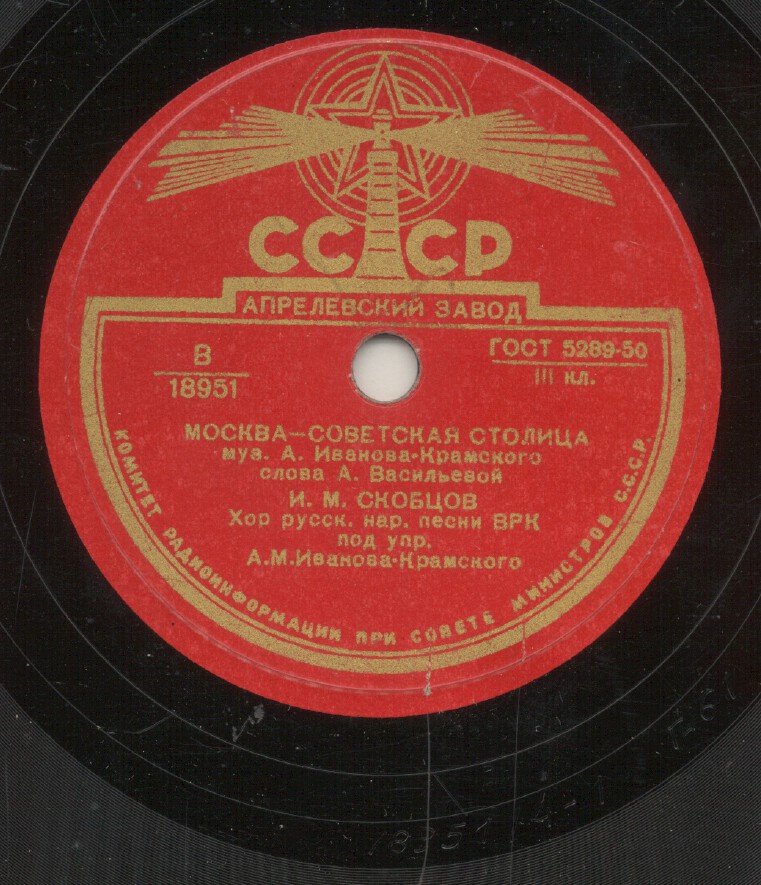 СССР
АПРЕЛЕВСКИЙ ЗАВОД
В
18951
ГОСТ 5289-50
III кл.
МОСКВА—СОВЕТСКАЯ СТОЛИЦА
муз. А. Иванова-Крамского
слова А. Васильевой
И. М. СКОБЦОВ
Хор русск. нар. песни ВРК
под упр.
А.М.Иванова-Крамского
КОМИТЕТ РАДИОИНФОРМАЦИИ ПРИ СОВЕТЕ МИНИСТРОВ С.С.С.Р.